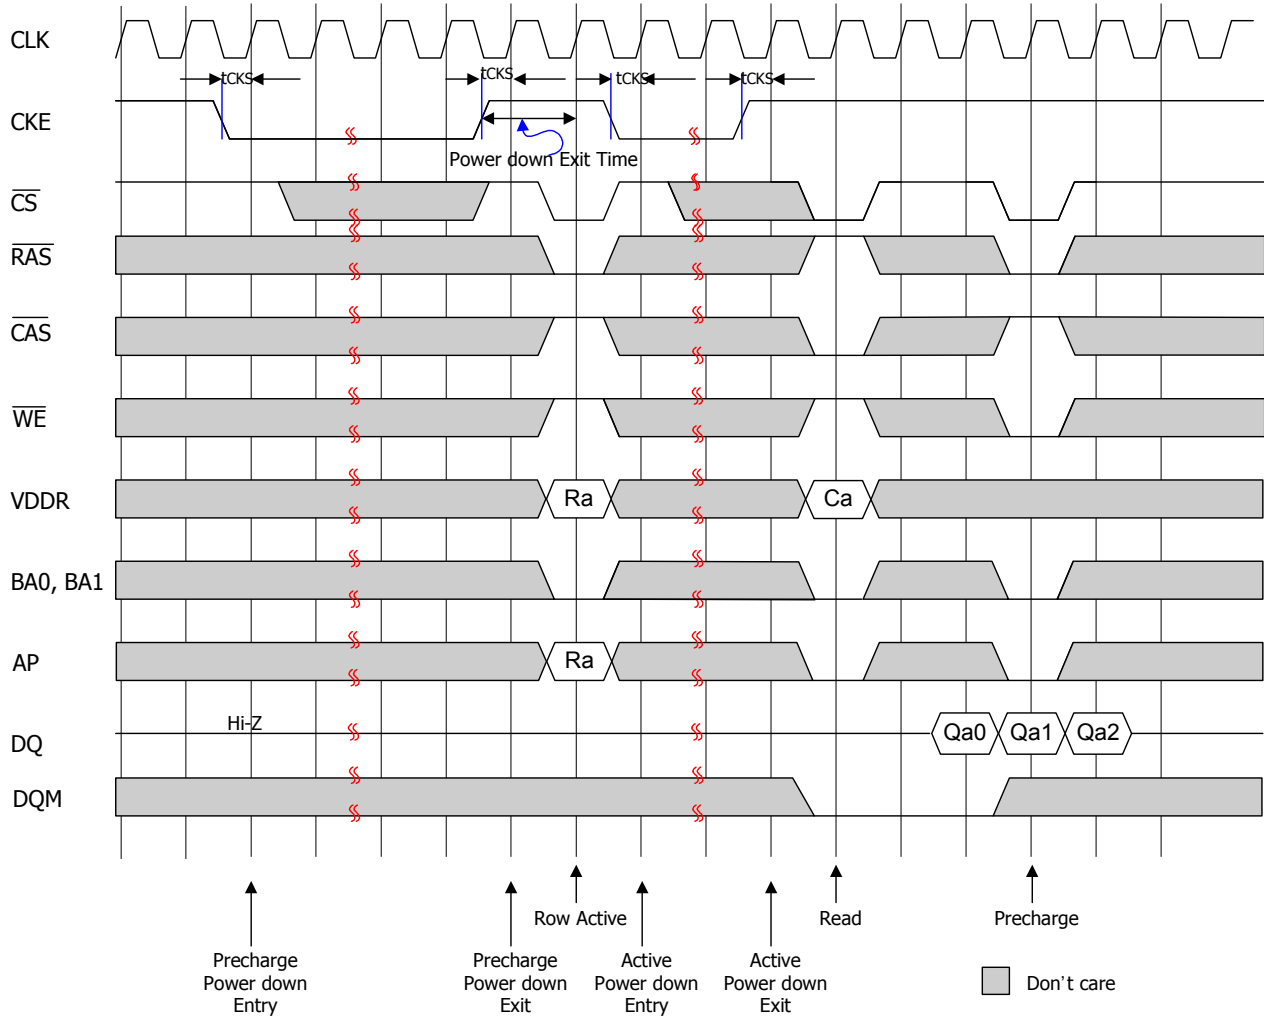 CLK
tCKS
tCKS
tCKS
tCKS
CKE
Power down Exit Time
CS
RAS
CAS
WE
VDDR
Ra
Ca
BA0, BA1
AP
Ra
Hi-Z
DQ
Qa0
Qa1
Qa2
DQM
Row Active
Read
Precharge
Precharge
Power down
Entry
Precharge
Power down
Exit
Active
Power down
Entry
Active
Power down
Exit
Don't care